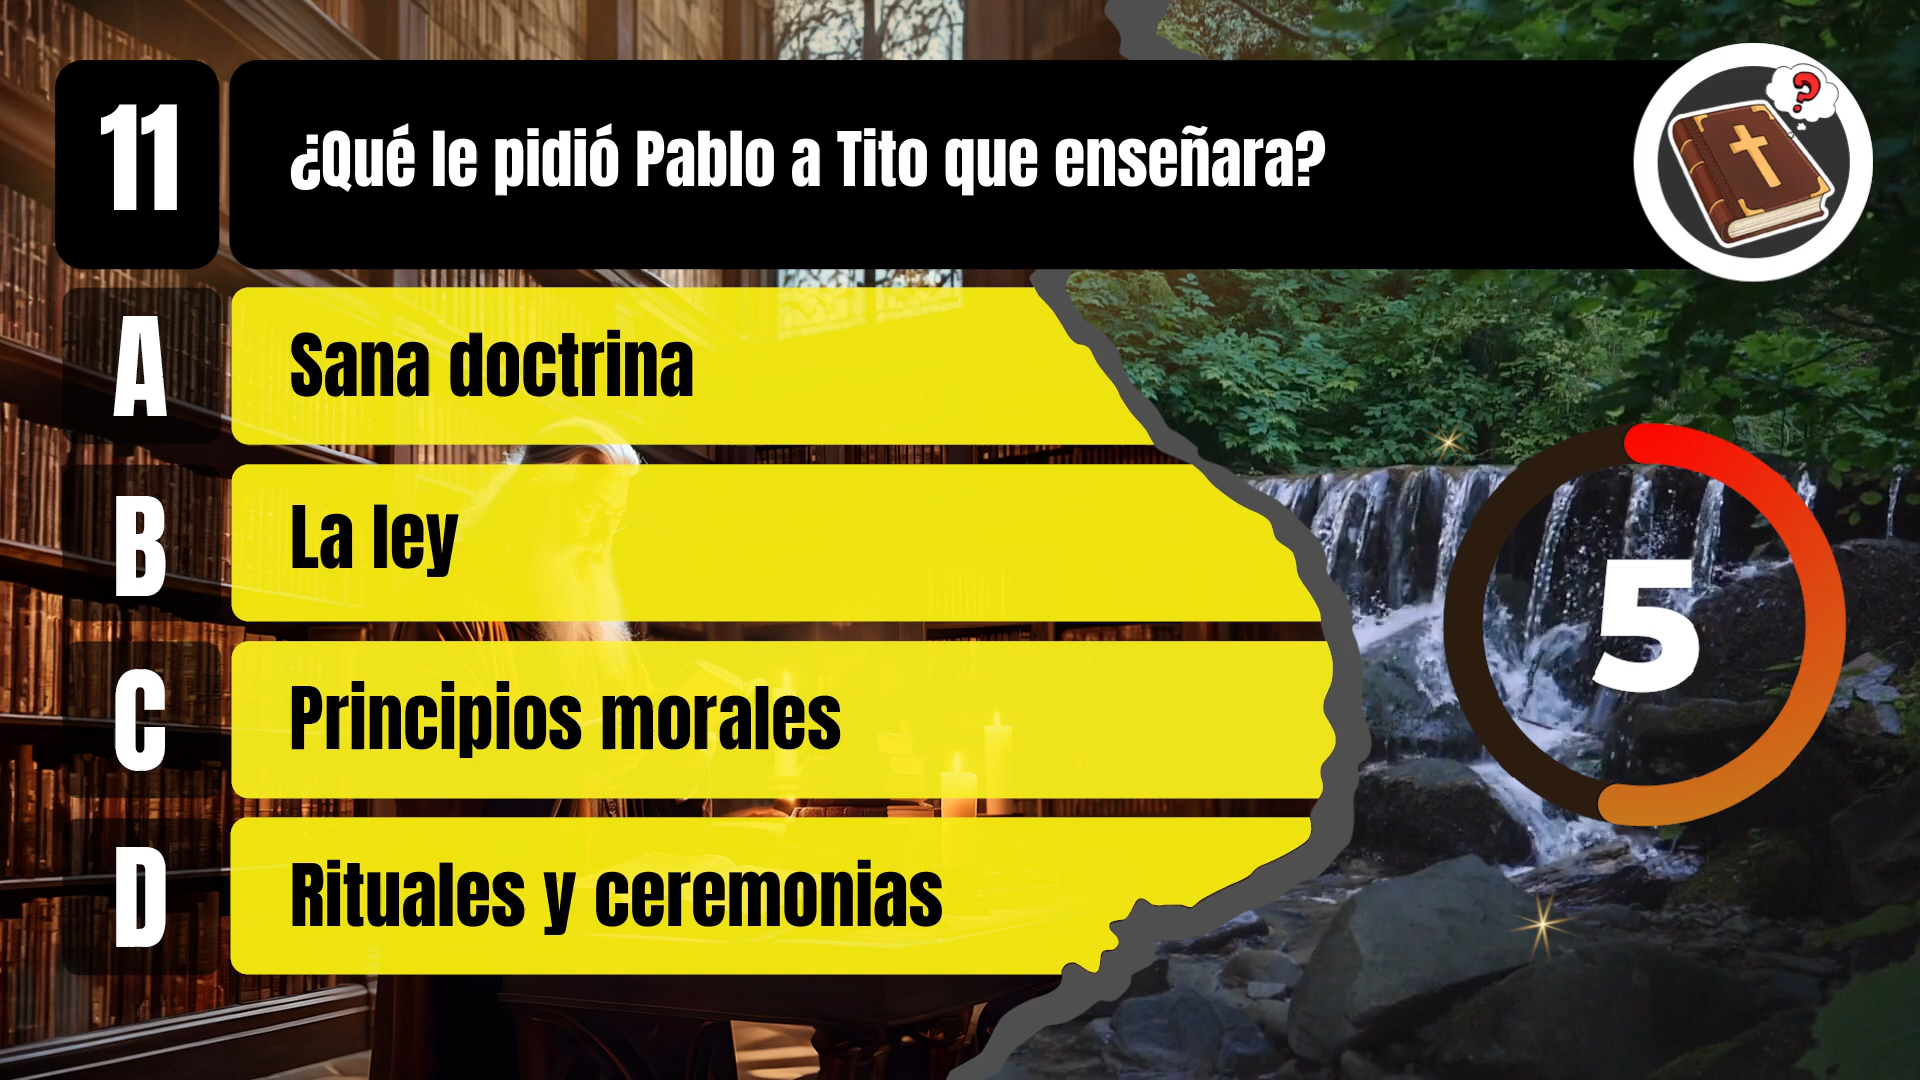 11
¿Qué le pidió Pablo a Tito que enseñara?
?
A
Sana doctrina
B
La ley
C
Principios morales
D
Rituales y ceremonias
5